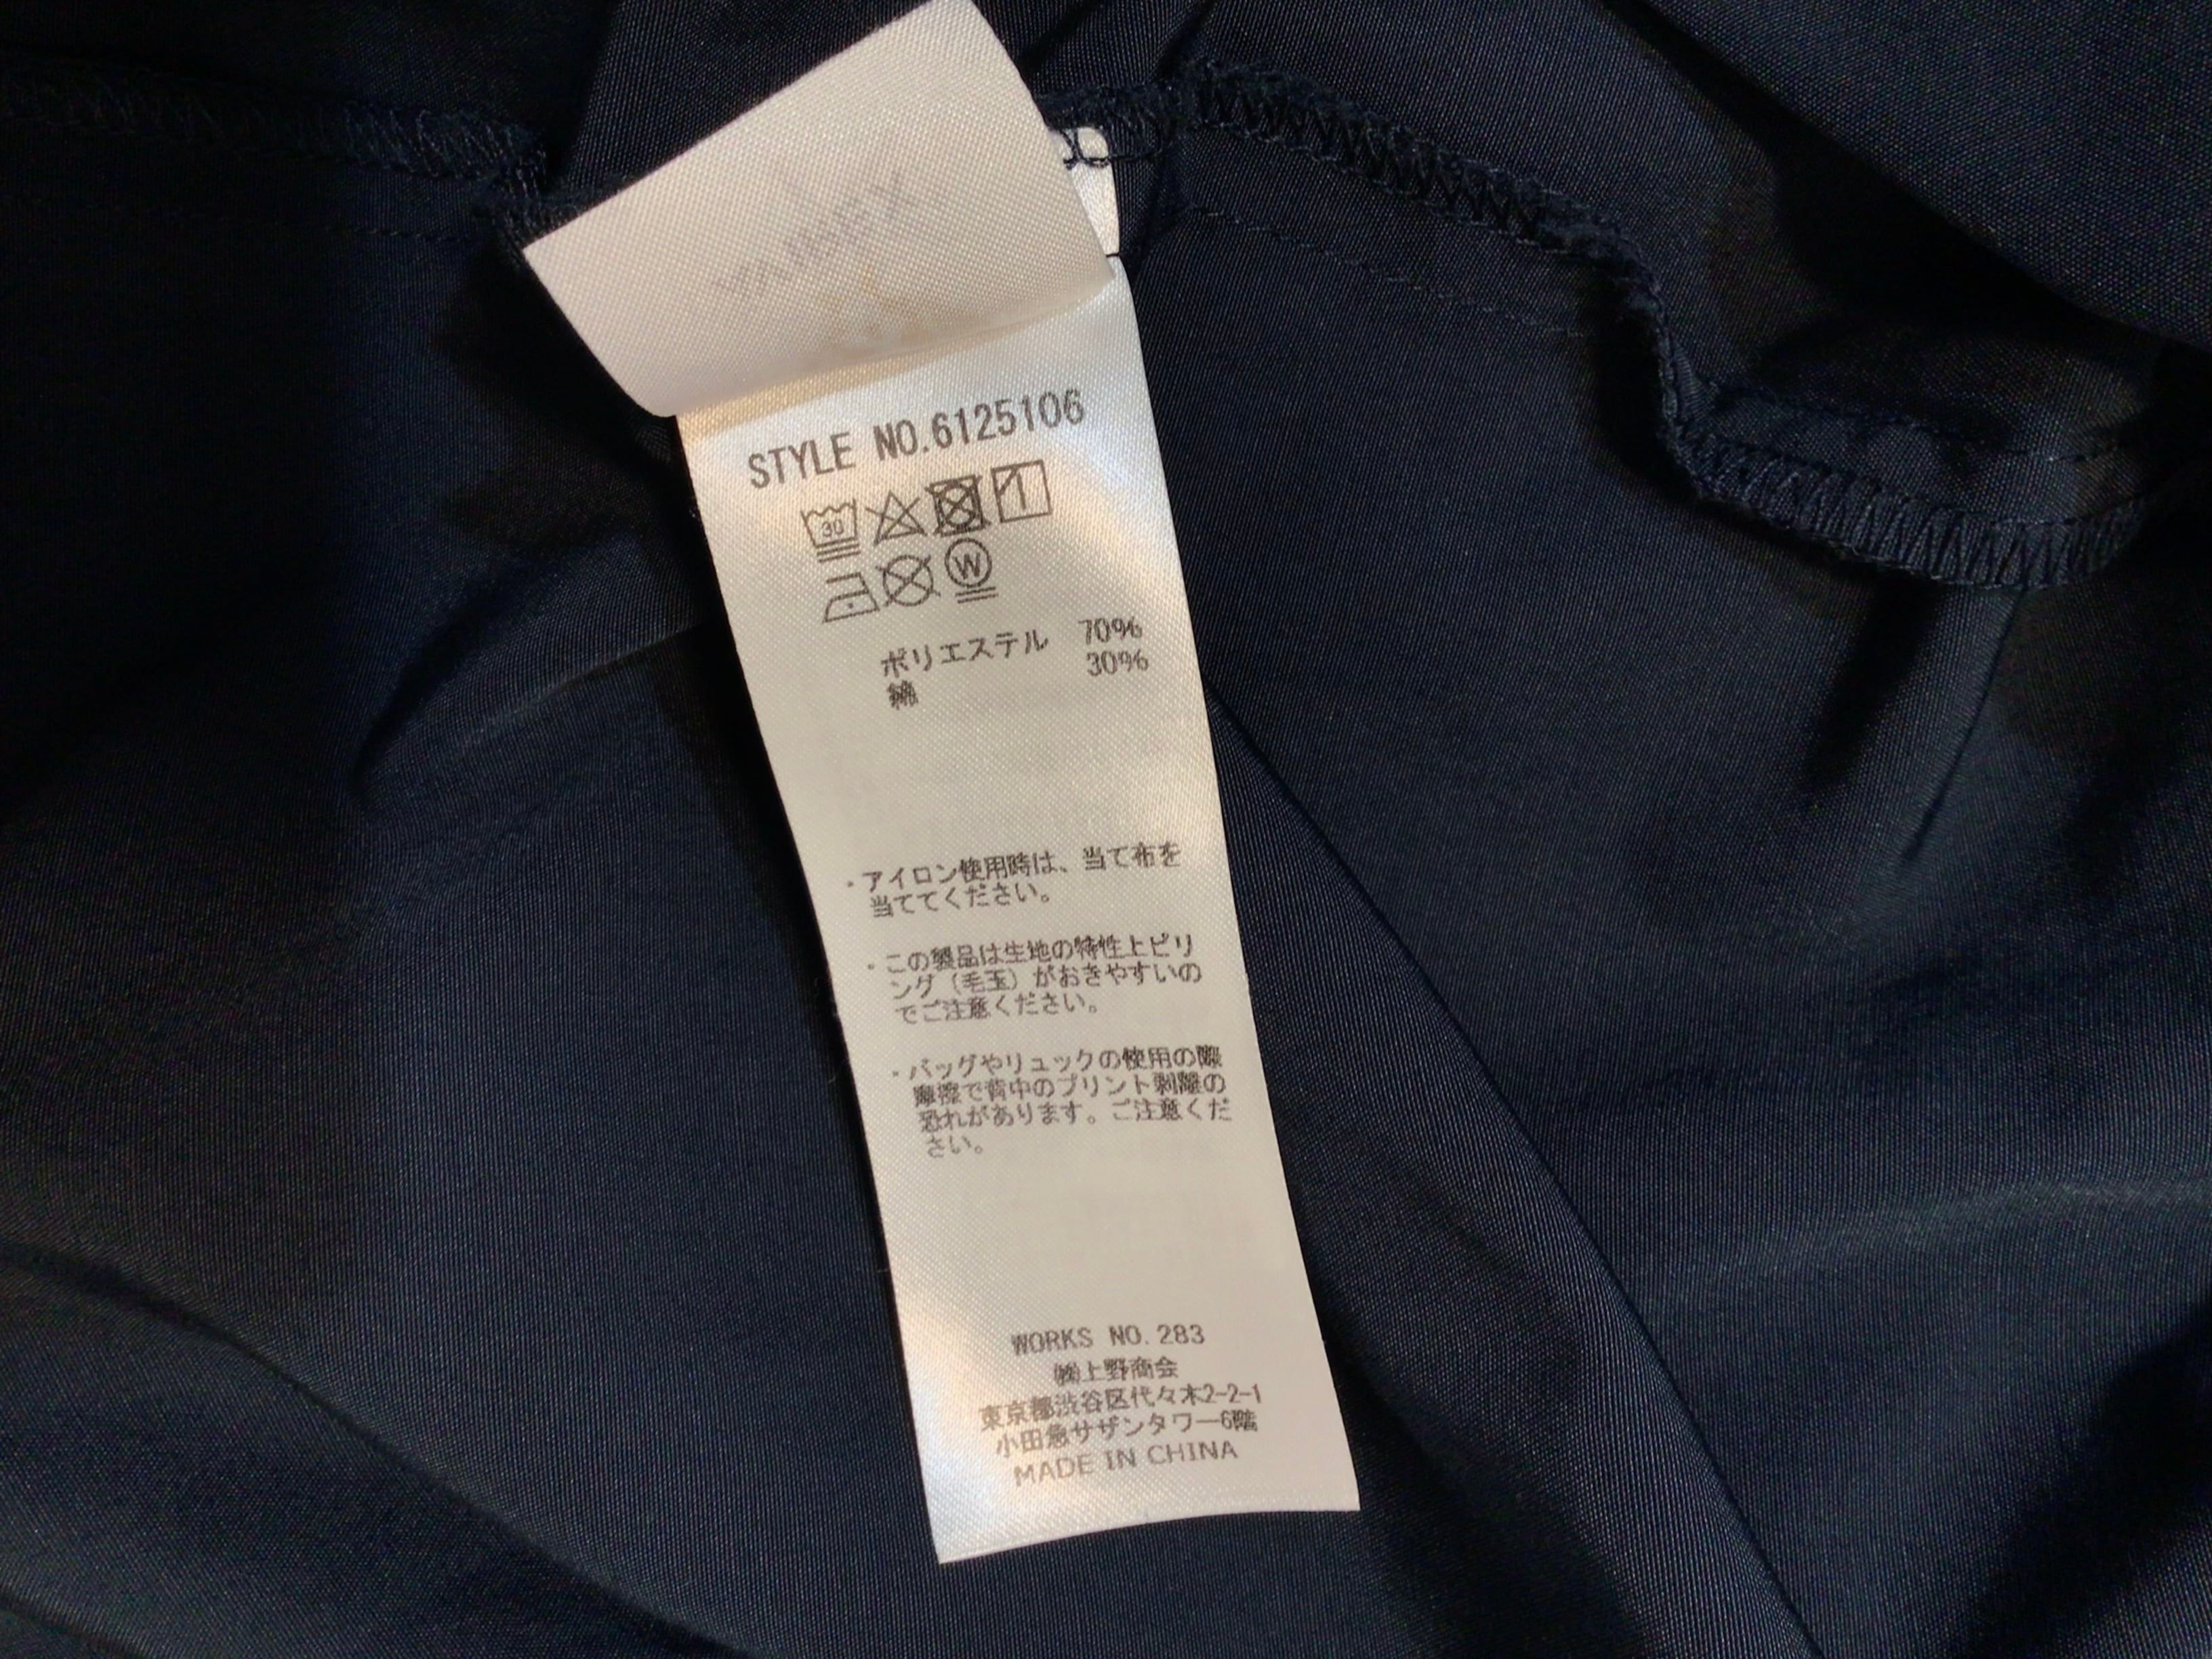 STYLE NO.6125106
30
W
ポリエステル 70%
綿 30%
・アイロン使用時は、当て布を
当ててください。
・この製品は生地の特性上ピリ
ング（毛玉）がおきやすいの
でご注意ください。
・バッグやリュックの使用の際
摩擦で背中のプリント剥離の
恐れがあります。ご注意くだ
さい。
WORKS NO.283
㈱上野商会
東京都渋谷区代々木2-2-1
小田急サザンタワー6階
MADE IN CHINA